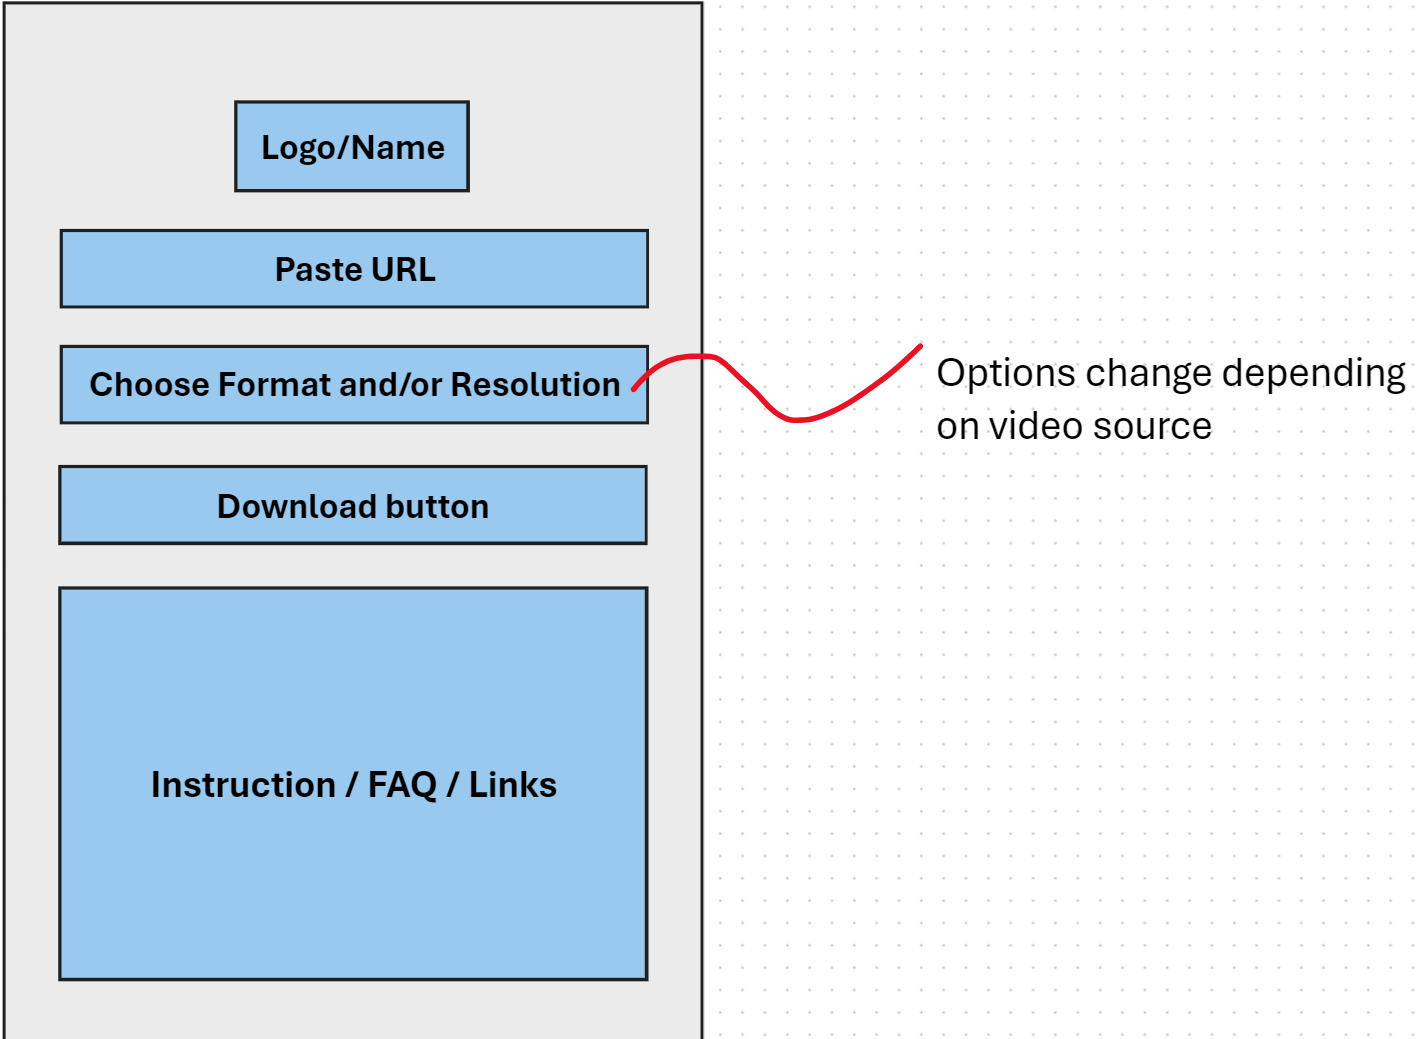 Logo/Name
Paste URL
Choose Format and/or Resolution
Options change depending
on video source
Download button
Instruction / FAQ / Links